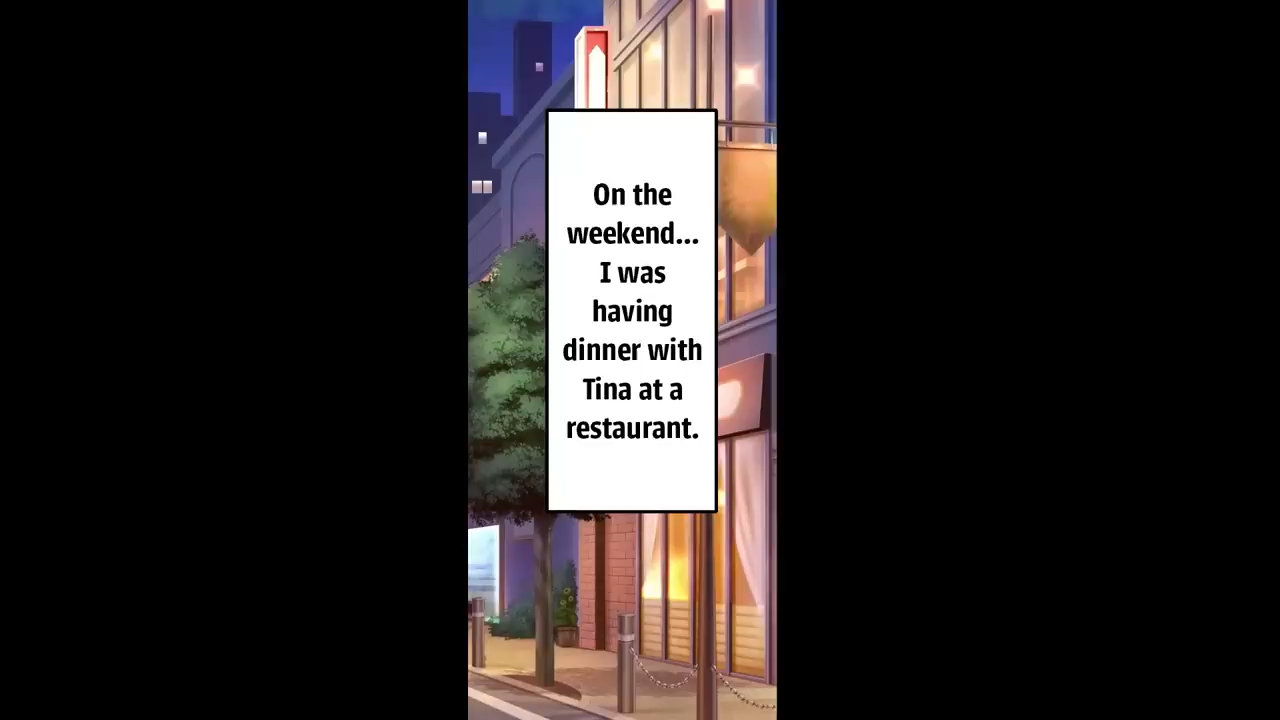 On the
weekend...
I was
having
dinner with
Tina at a
restaurant.